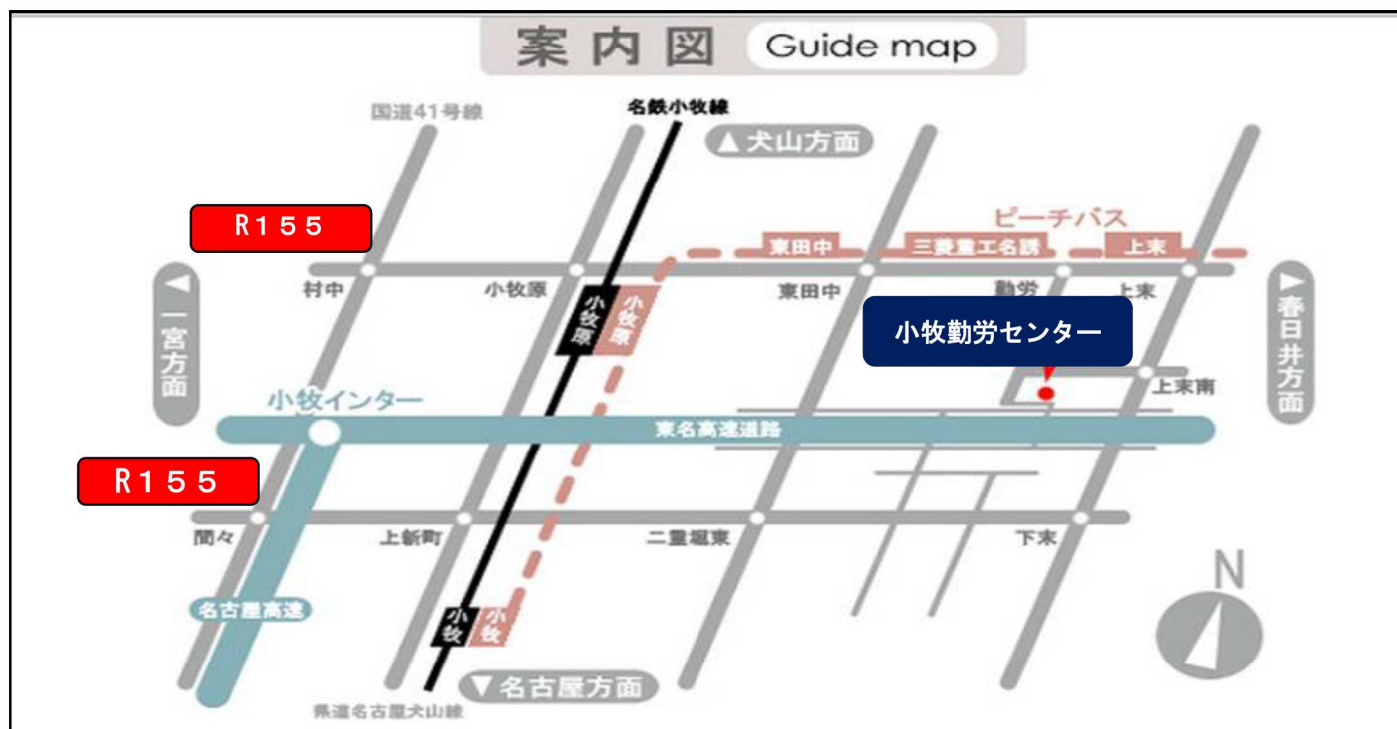 案内図 Guide map
国道41号線
名鉄小牧線
▲犬山方面
R155
ピーチバス
東田中
三菱重工名誘
上末
村中
小牧原
東田中
勤労
上末
◀一宮方面
小牧原
小牧原
小牧勤労センター
▶春日井方面
上末南
小牧インター
東名高速道路
R155
間々
上新町
二重堀東
下末
N
名古屋高速
小牧
小牧
▼名古屋方面
県道名古屋犬山線